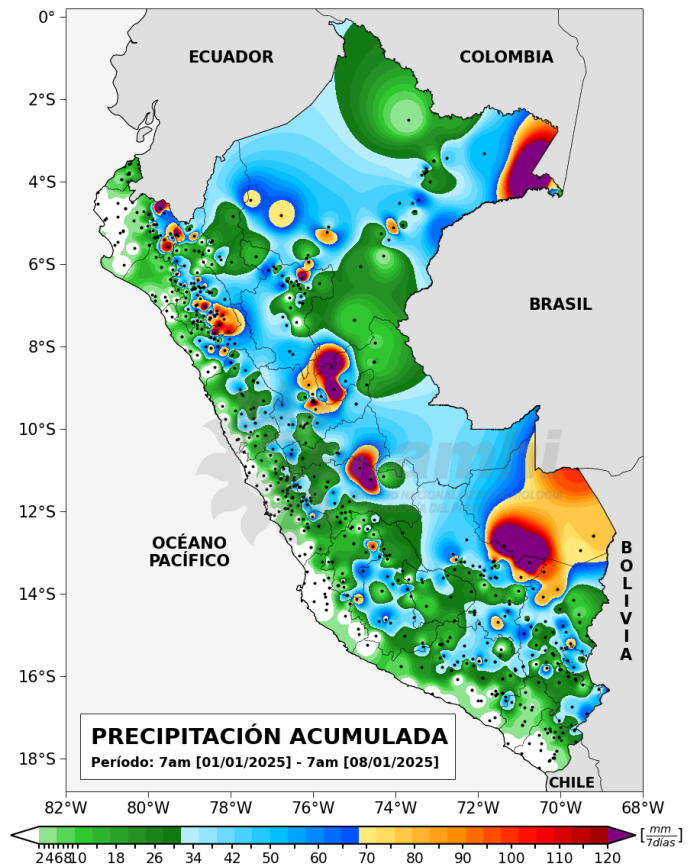 0°
ECUADOR
COLOMBIA
2°S
4°S
6°S
BRASIL
8°S
10°S
12°S
OCÉANO
PACÍFICO
BOLIVIA
14°S
16°S
PRECIPITACIÓN ACUMULADA
Período: 7am [01/01/2025] - 7am [08/01/2025]
18°S
CHILE
82°W 80°W 78°W 76°W 74°W 72°W 70°W 68°W
2 4 6 8 10 18 26 34 42 50 60 70 80 90 100 110 120 [mm/7días]